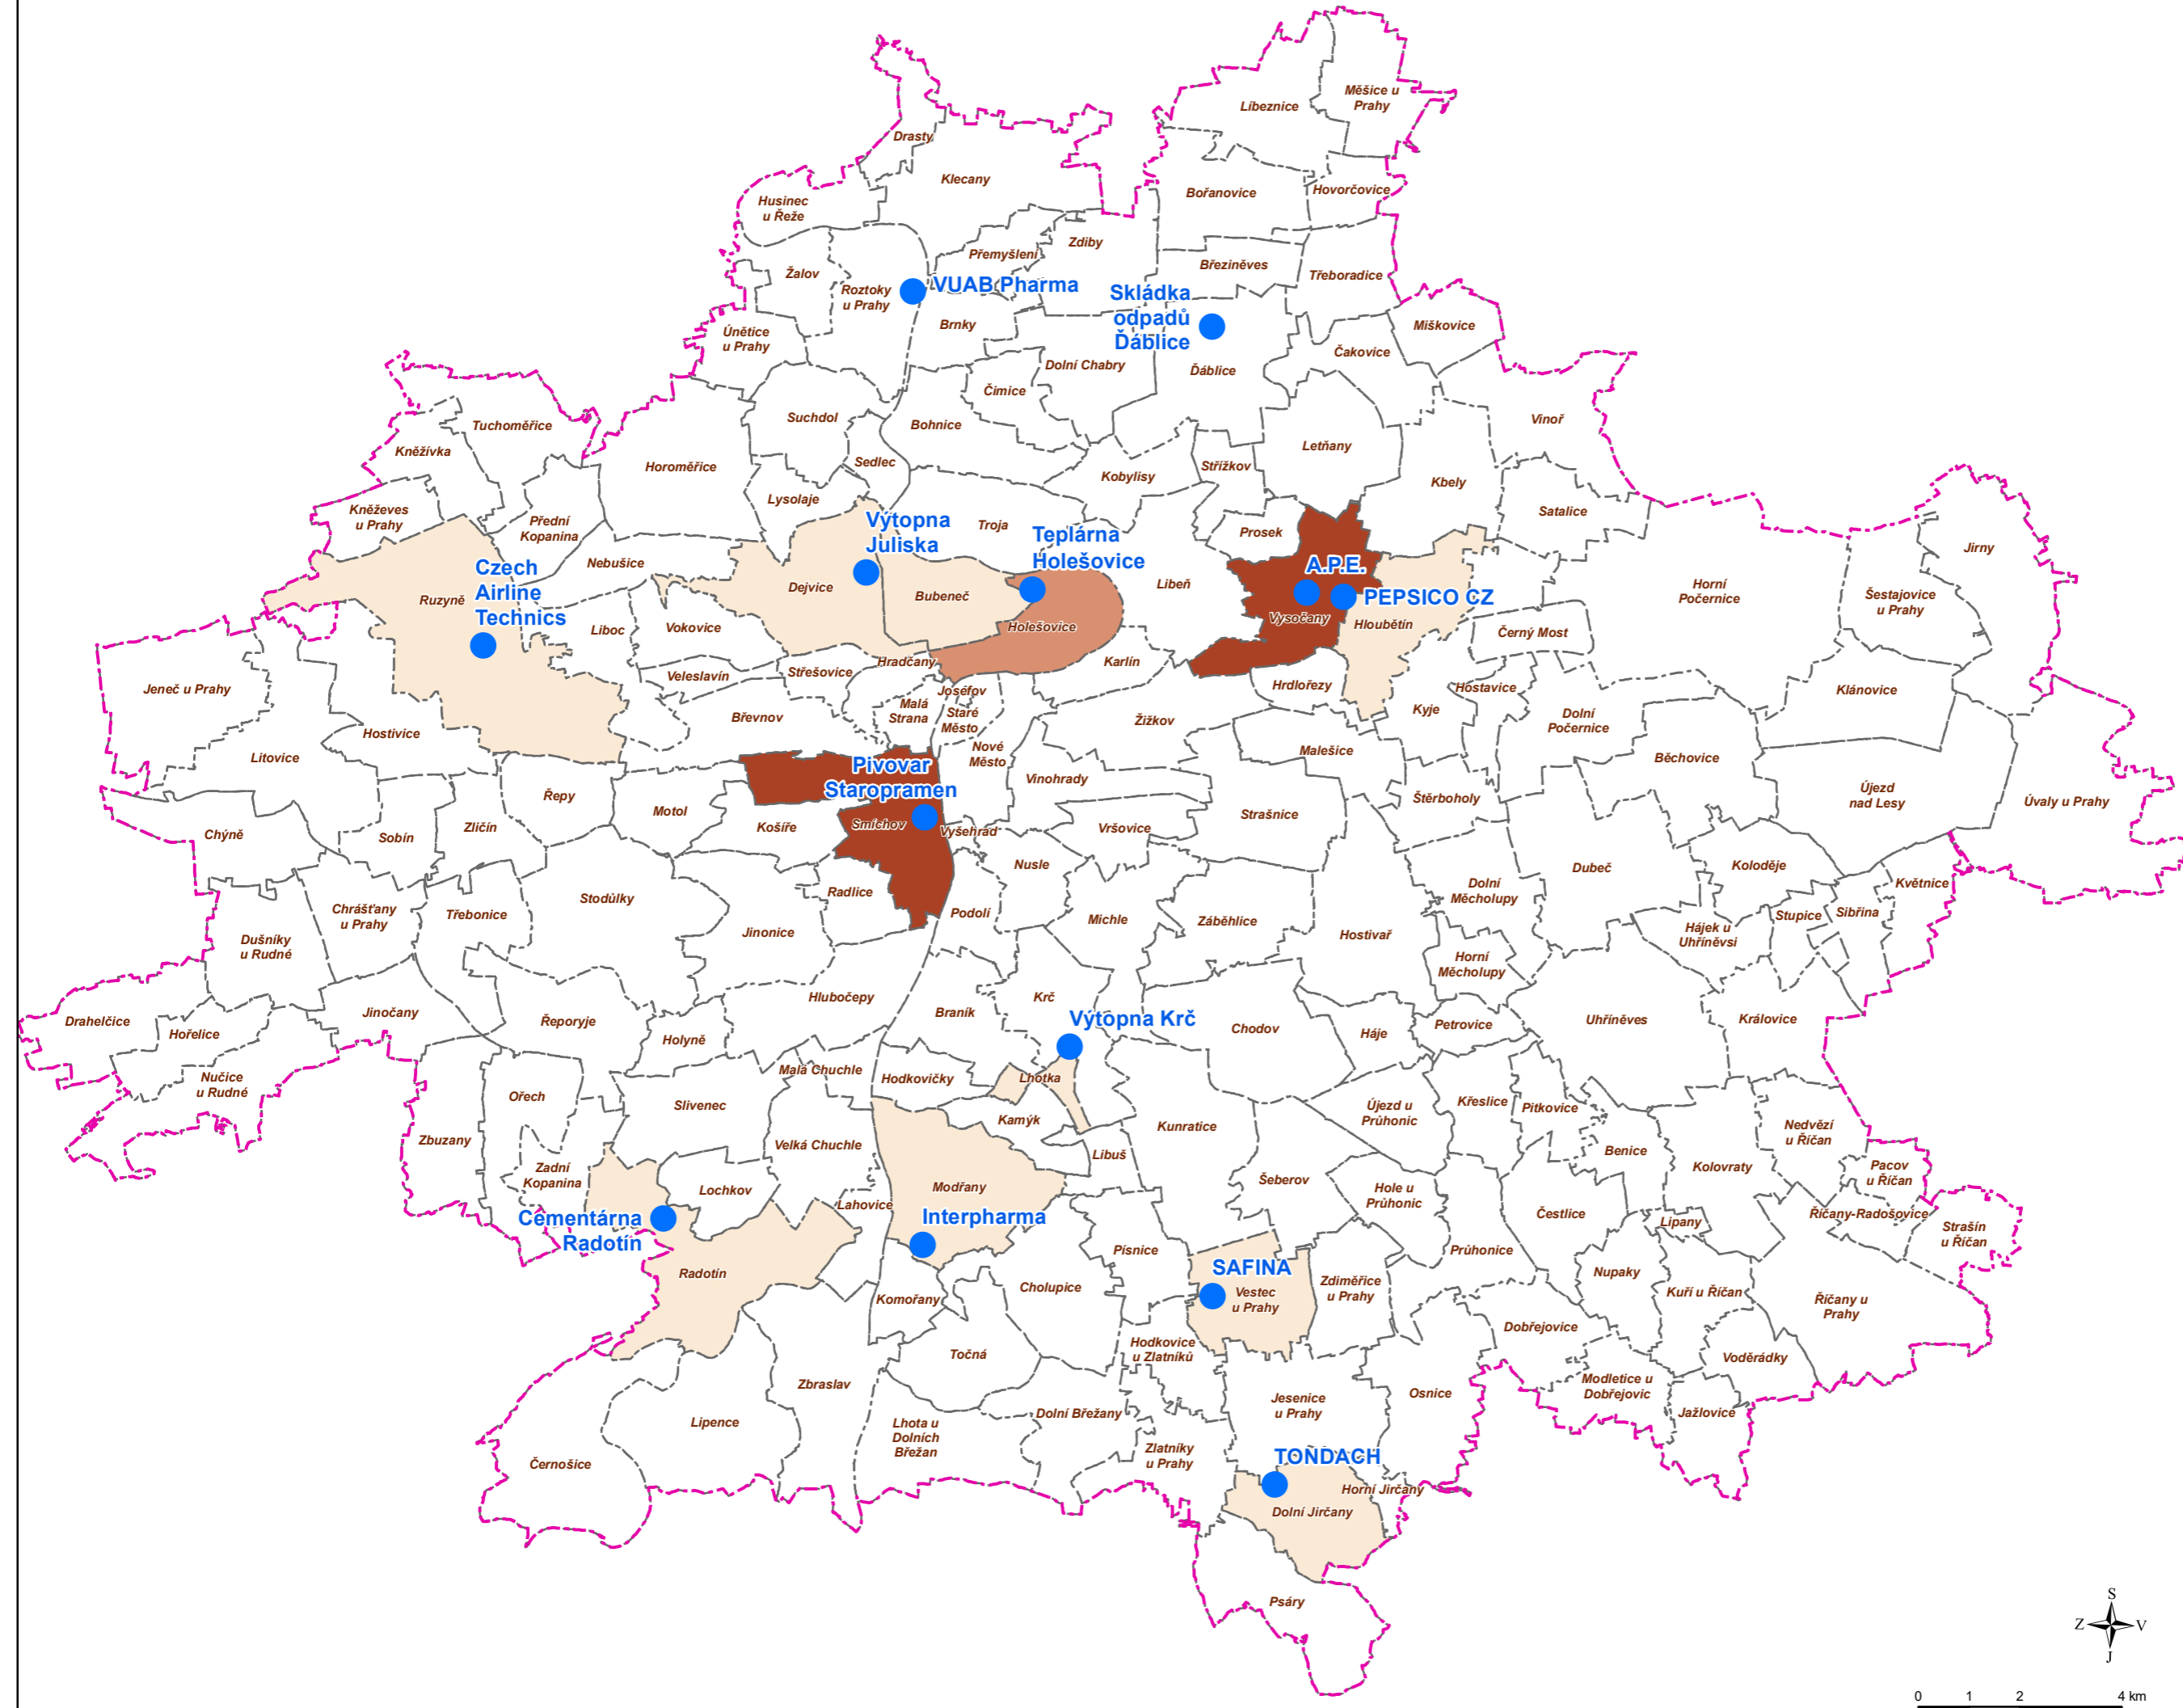 Měšice u
Prahy
Líbeznice
Drasty
Klecany
Bořanovice
Hovorčovice
Husinec
u Řeže
Zdiby
Přemyšlení
Březiněves
Třeboradice
Žalov
Roztoky
u Prahy
VUAB Pharma
Skládka
odpadů
Ďáblice
Brnky
Únětice
u Prahy
Miškovice
Čakovice
Dolní Chabry
Ďáblice
Čimice
Suchdol
Bohnice
Vinoř
Tuchoměřice
Kněžívka
Letňany
Sedlec
Horoměřice
Střížkov
Kobylisy
Kbely
Lysolaje
Kněževes
u Prahy
Satalice
Přední
Kopanina
Výtopna
Juliska
Troja
Teplárna
Holešovice
Prosek
Jirny
Nebušice
Czech
Airline
Technics
Ruzyně
Dejvice
Bubeneč
Libeň
A.P.E.
PEPSICO CZ
Horní
Počernice
Šestajovice
u Prahy
Vysočany
Hloubětín
Liboc
Vokovice
Holešovice
Černý Most
Hradčany
Karlín
Střešovice
Veleslavín
Hrdlořezy
Hostavice
Jeneč u Prahy
Klánovice
Josefov
Malá
Strana
Staré
Město
Břevnov
Žižkov
Kyje
Dolní
Počernice
Hostivice
Nové
Město
Malešice
Litovice
Běchovice
Pivovar
Staropramen
Vinohrady
Řepy
Motol
Štěrboholy
Újezd
nad Lesy
Úvaly u Prahy
Strašnice
Smíchov
Vyšehrad
Košíře
Vršovice
Chýně
Sobín
Zličín
Nusle
Dubeč
Koloděje
Květnice
Radlice
Dolní
Měcholupy
Stodůlky
Chrášťany
u Prahy
Třebonice
Podolí
Michle
Záběhlice
Stupice
Sibřina
Hájek u
Uhříněvsi
Jinonice
Hostivař
Dušníky
u Rudné
Horní
Měcholupy
Hlubočepy
Krč
Braník
Jinočany
Drahelčice
Hořelice
Řeporyje
Výtopna Krč
Chodov
Háje
Petrovice
Uhříněves
Královice
Holyně
Malá Chuchle
Hodkovičky
Lhotka
Nučice
u Rudné
Ořech
Slivenec
Kamýk
Kunratice
Újezd u
Průhonic
Křeslice
Pitkovice
Nedvězí
u Říčan
Zbuzany
Velká Chuchle
Libuš
Benice
Zadní
Kopanina
Kolovraty
Pacov
u Říčan
Lochkov
Modřany
Šeberov
Hole u
Průhonic
Lahovice
Čestlice
Říčany-Radošovice
Cementárna
Radotín
Interpharma
Lipany
Strašín
u Říčan
Písnice
Průhonice
Radotín
SAFINA
Nupaky
Vestec
u Prahy
Zdiměřice
u Prahy
Cholupice
Komořany
Kuří u Říčan
Říčany u
Prahy
Dobřejovice
Hodkovice
u Zlatníků
Točná
Voděrádky
Zbraslav
Modletice u
Dobřejovic
Osnice
Jesenice
u Prahy
Jažlovice
Dolní Břežany
Lipence
Lhota u
Dolních
Břežan
Zlatníky
u Prahy
TONDACH
Černošice
Horní Jirčany
Dolní Jirčany
Psáry
S
Z
V
J
0 1 2 4 km